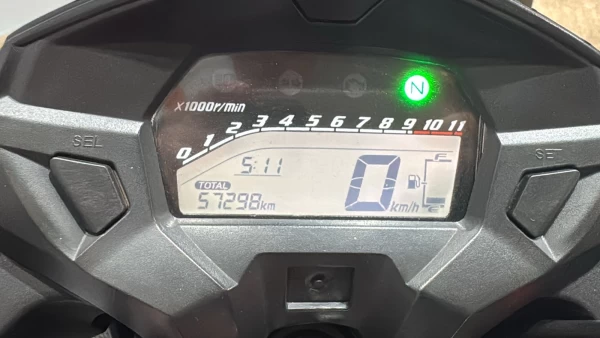 N
x1000r/min
0 1 2 3 4 5 6 7 8 9 10 11
SEL
SET
5:11
F
TOTAL
57298km
0 km/h
E